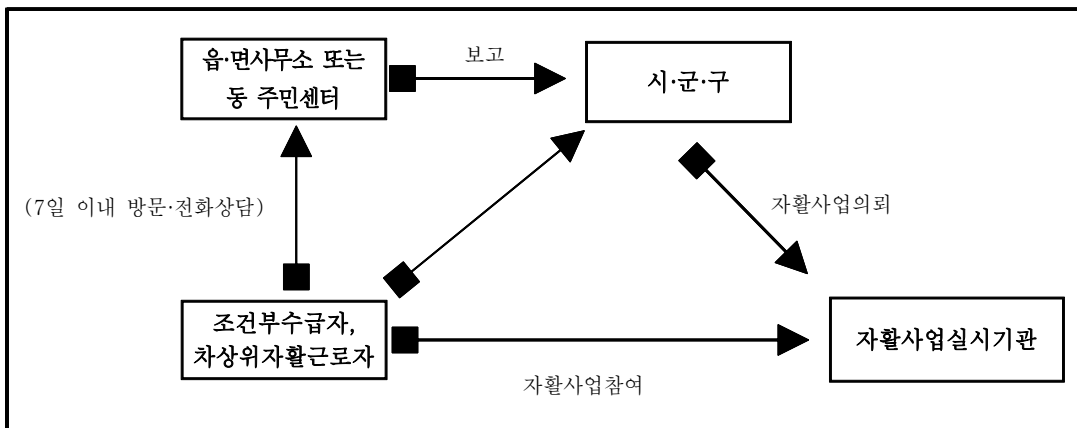 읍·면사무소 또는
동 주민센터
보고
시·군·구
(7일 이내 방문·전화상담)
자활사업의뢰
조건부수급자,
차상위자활근로자
자활사업실시기관
자활사업참여